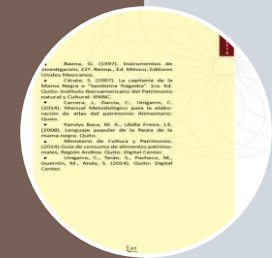 • Baena, G. (1997). Instrumentos de
investigación, 22ª. Reimp., Ed. México: Editores
Unidos Mexicanos.
• Cárate, S. (2007). La capitanía de la
Mama Negra o "Santísima Tragedia". 1ra. Ed.
Quito: Instituto Iberoamericano del Patrimonio
natural y Cultural- IPANC.
• Carrera, J., García, C., Unigarro, C.
(2014). Manual Metodológico para la elabo-
ración de atlas del patrimonio Alimentario.
Quito.
• Karolys Baca, M. A., Ubilla Freire, J.E.
(2008). Lenguaje popular de la fiesta de la
mama negra. Quito.
• Ministerio de Cultura y Patrimonio.
(2014) Guía de consumo de alimentos patrimo-
niales, Región Andina. Quito: Digital Center.
• Unigarro, C., Terán, S., Pacheco, M.,
Guerrón, M., Anda, S. (2014). Quito: Digital
Center.